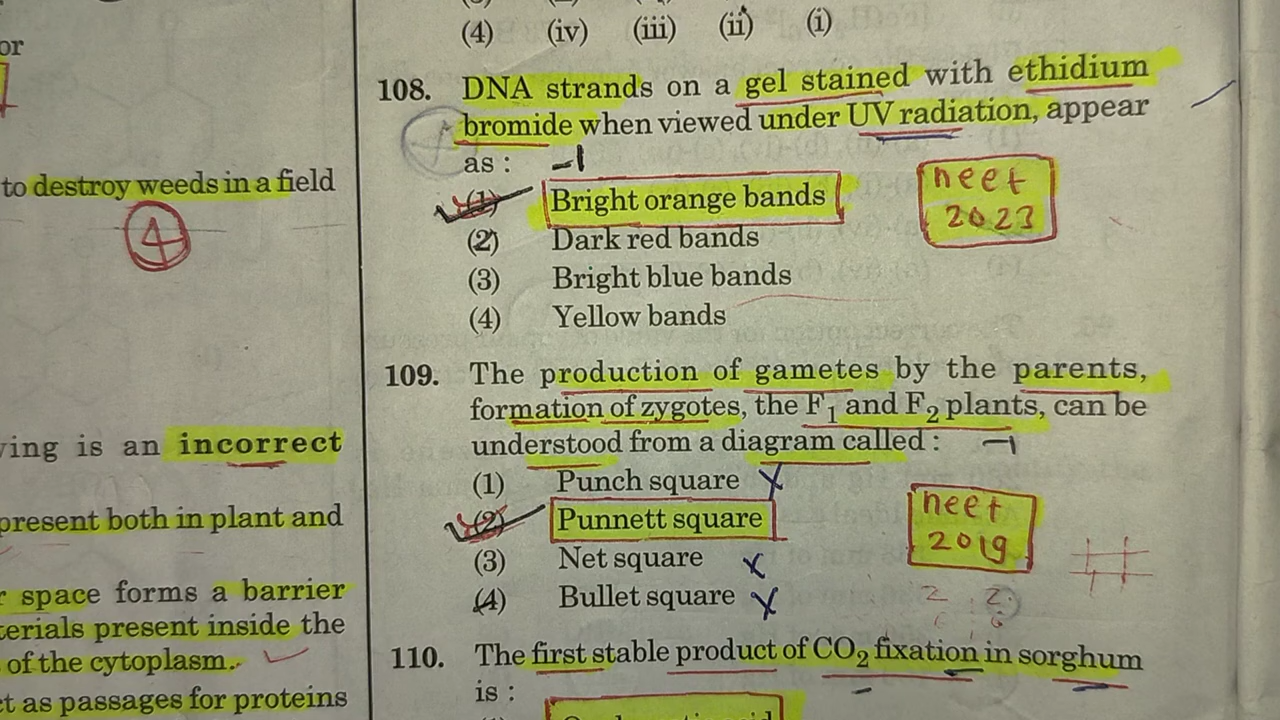 or
to destroy weeds in a field
4
ving is an incorrect
present both in plant and
r space forms a barrier
terials present inside the
of the cytoplasm.
ct as passages for proteins
(4) (iv) (iii) (ii) (i)
108. DNA strands on a gel stained with ethidium
bromide when viewed under UV radiation, appear
as : -1
(1) Bright orange bands
neet
2023
(2) Dark red bands
(3) Bright blue bands
(4) Yellow bands
109. The production of gametes by the parents,
formation of zygotes, the F₁ and F₂ plants, can be
understood from a diagram called :
(1) Punch square
(2) Punnett square
neet
2019
(3) Net square
(4) Bullet square
110. The first stable product of CO₂ fixation in sorghum
is :